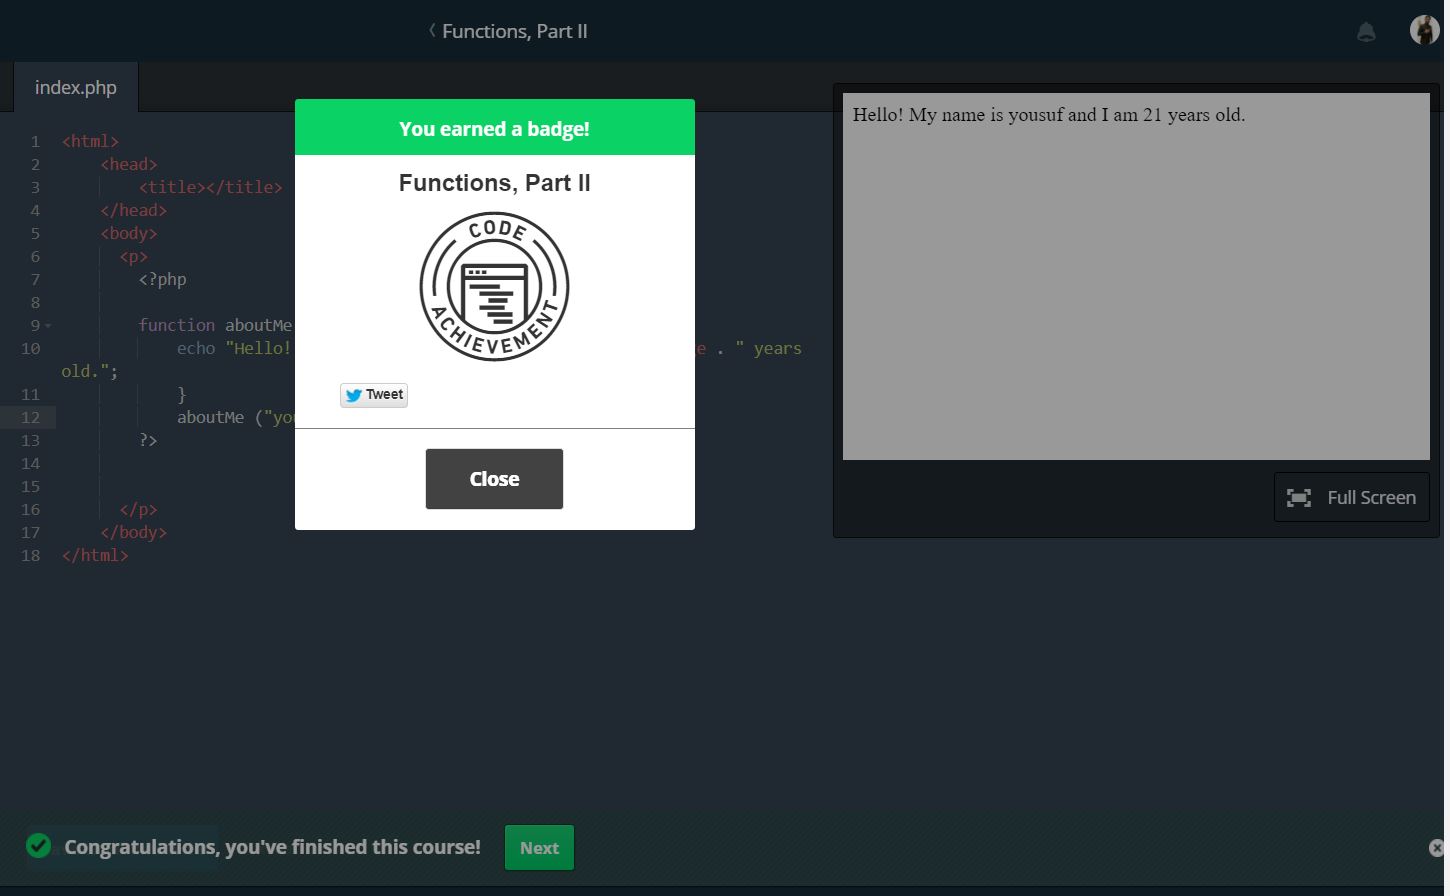 Functions, Part II
index.php
You earned a badge!
Functions, Part II
CODE
ACHIEVEMENT
Tweet
Close
1 <html>
2 <head>
3 <title></title>
4 </head>
5 <body>
6 <p>
7 <?php
8
9 function aboutMe
10 echo "Hello! e . " years
old.";
11 }
12 aboutMe ("yo
13 ?>
14
15
16 </p>
17 </body>
18 </html>
Hello! My name is yousuf and I am 21 years old.
Full Screen
Congratulations, you've finished this course!
Next